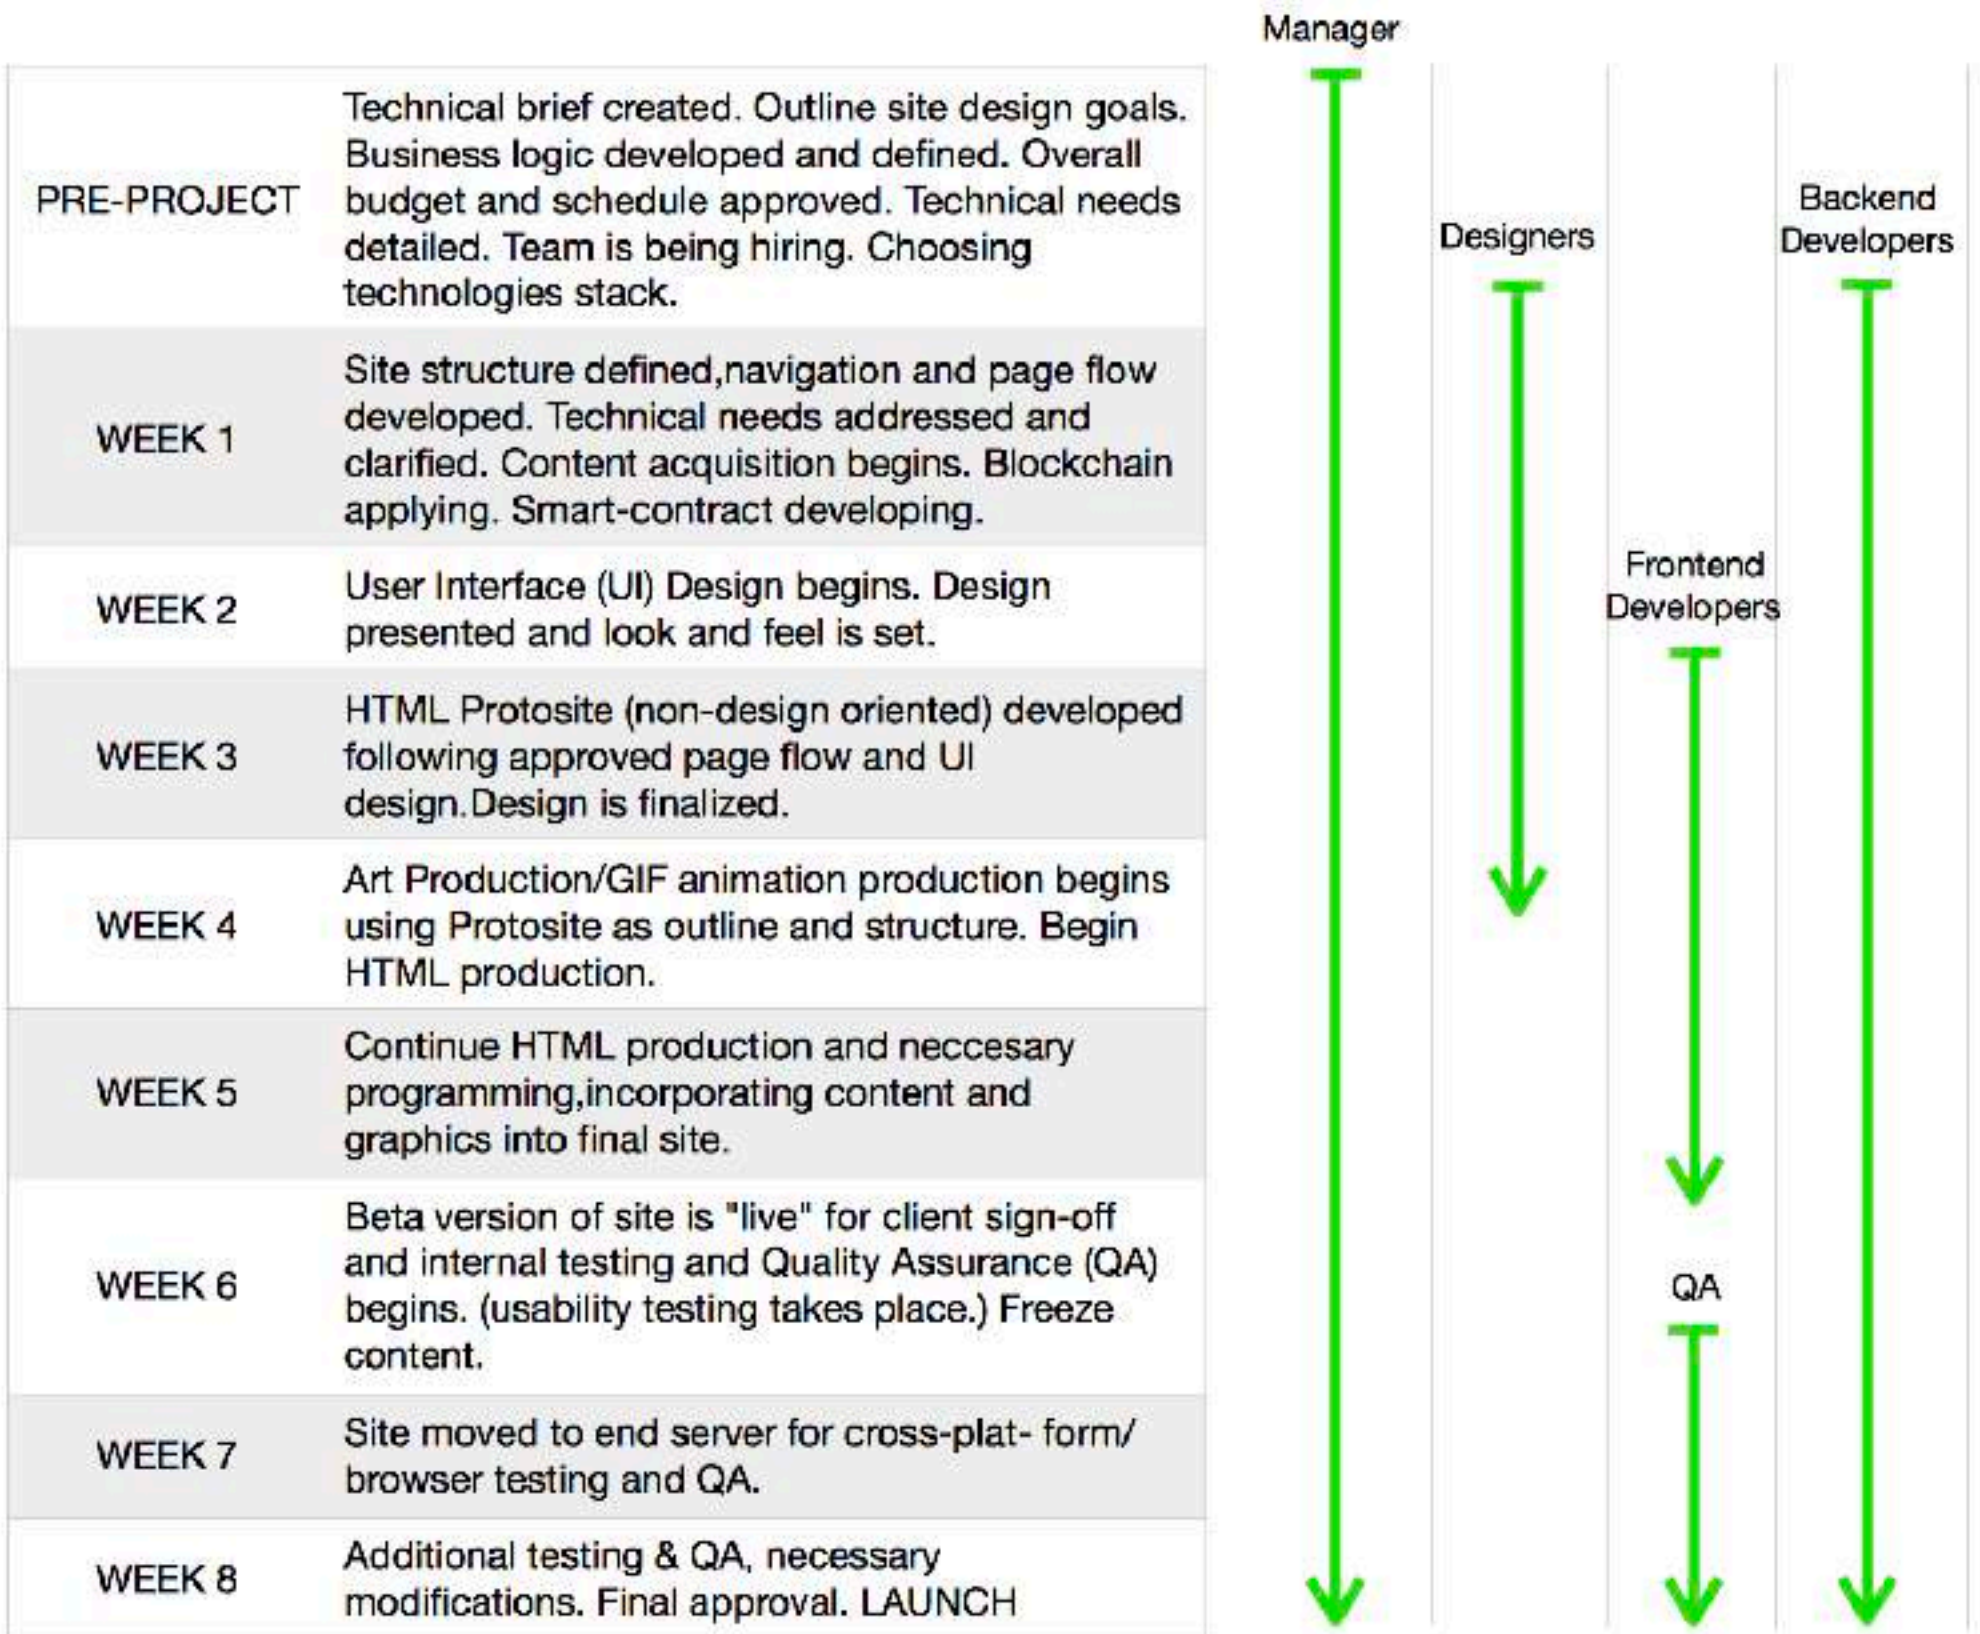 Manager
PRE-PROJECT
Technical brief created. Outline site design goals.
Business logic developed and defined. Overall
budget and schedule approved. Technical needs
detailed. Team is being hiring. Choosing
technologies stack.
Designers
Backend
Developers
WEEK 1
Site structure defined,navigation and page flow
developed. Technical needs addressed and
clarified. Content acquisition begins. Blockchain
applying. Smart-contract developing.
WEEK 2
User Interface (UI) Design begins. Design
presented and look and feel is set.
Frontend
Developers
WEEK 3
HTML Protosite (non-design oriented) developed
following approved page flow and UI
design.Design is finalized.
WEEK 4
Art Production/GIF animation production begins
using Protosite as outline and structure. Begin
HTML production.
WEEK 5
Continue HTML production and neccesary
programming,incorporating content and
graphics into final site.
WEEK 6
Beta version of site is "live" for client sign-off
and internal testing and Quality Assurance (QA)
begins. (usability testing takes place.) Freeze
content.
QA
WEEK 7
Site moved to end server for cross-plat- form/
browser testing and QA.
WEEK 8
Additional testing & QA, necessary
modifications. Final approval. LAUNCH